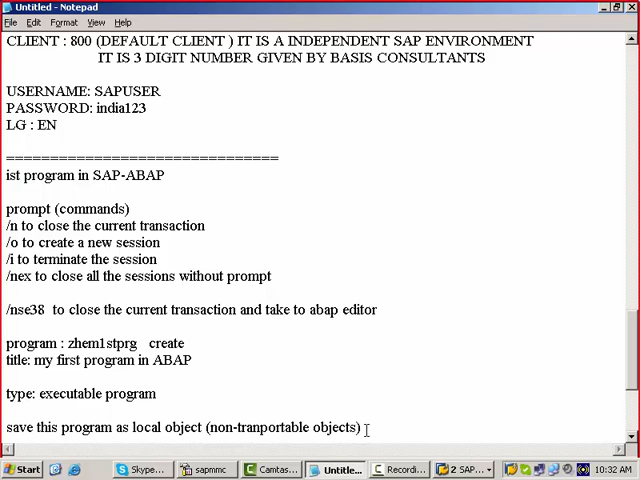 Untitled - Notepad
File Edit Format View Help
CLIENT : 800 (DEFAULT CLIENT ) IT IS A INDEPENDENT SAP ENVIRONMENT
IT IS 3 DIGIT NUMBER GIVEN BY BASIS CONSULTANTS
USERNAME: SAPUSER
PASSWORD: india123
LG : EN
===============================
ist program in SAP-ABAP
prompt (commands)
/n to close the current transaction
/o to create a new session
/i to terminate the session
/nex to close all the sessions without prompt
/nse38 to close the current transaction and take to abap editor
program : zhem1stprg create
title: my first program in ABAP
type: executable program
save this program as local object (non-tranportable objects)
Start Skype... sapmmc Camtas... Untitle... Recordi... 2 SAP... 10:32 AM